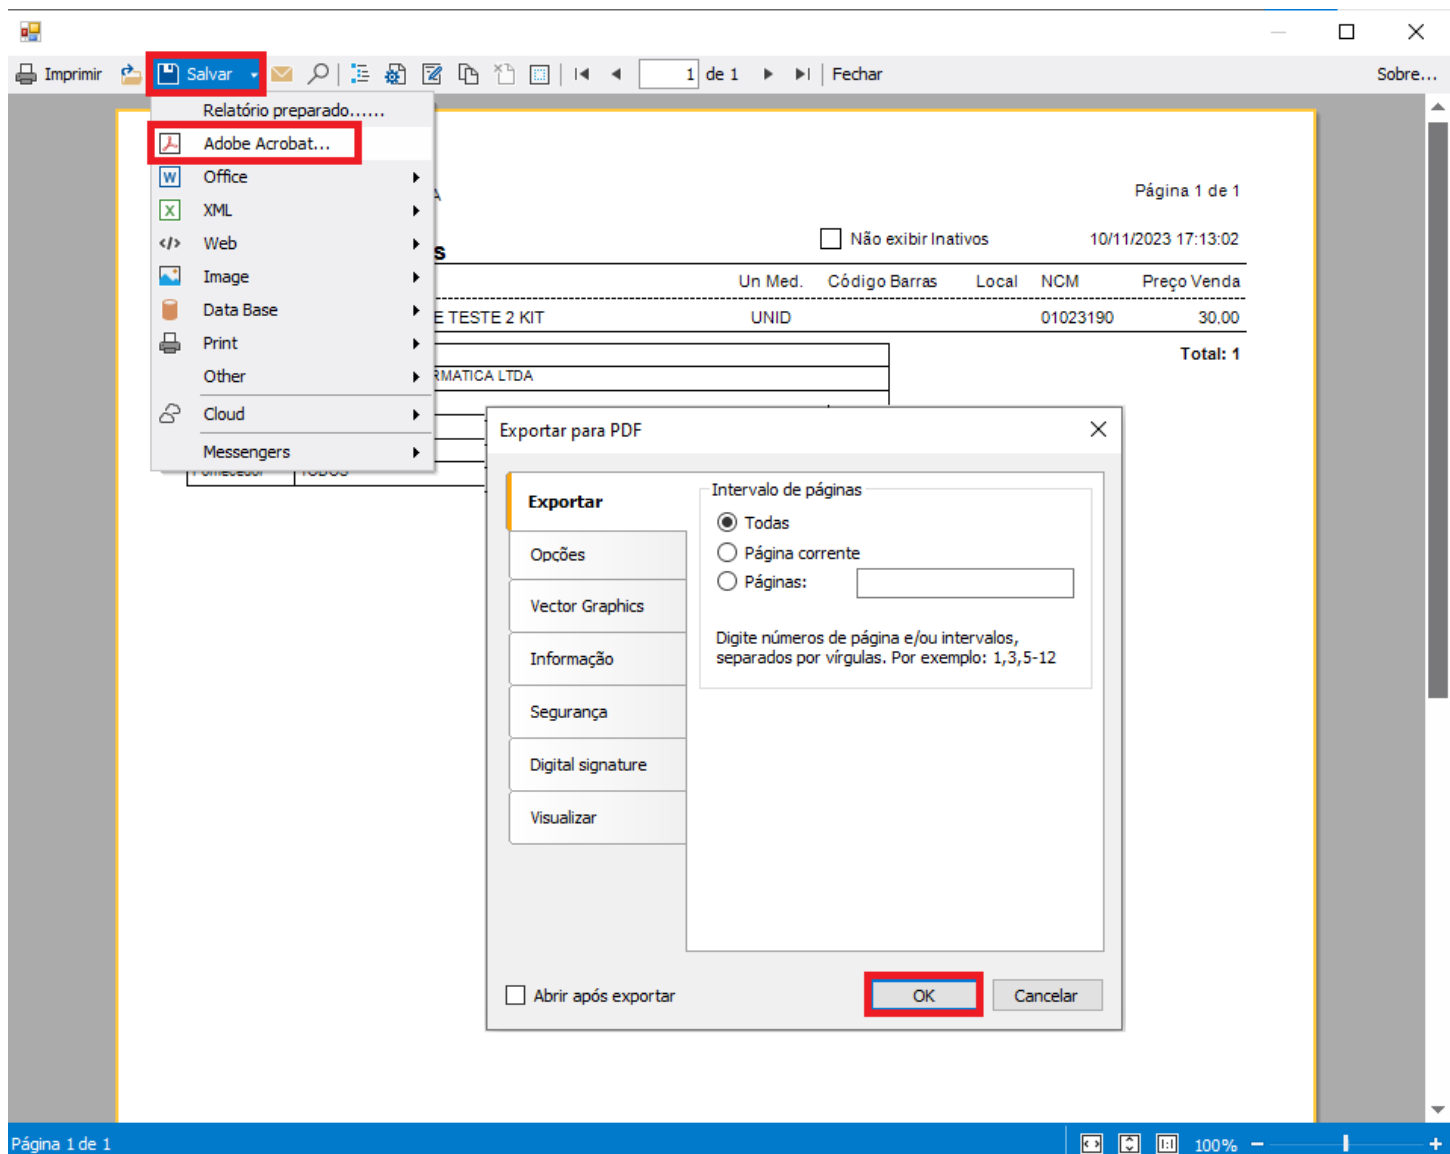 Imprimir Salvar 1 de 1 Fechar Sobre...
Relatório preparado......
Adobe Acrobat...
Office
XML
Web
Image
Data Base
Print
Other
Cloud
Messengers
A Página 1 de 1
S Não exibir Inativos 10/11/2023 17:13:02
Un Med. Código Barras Local NCM Preço Venda
E TESTE 2 KIT UNID 01023190 30,00
Total: 1
RMATICA LTDA
Exportar para PDF
Exportar
Opções
Vector Graphics
Informação
Segurança
Digital signature
Visualizar
Intervalo de páginas
Todas
Página corrente
Páginas:
Digite números de página e/ou intervalos,
separados por vírgulas. Por exemplo: 1,3,5-12
Abrir após exportar OK Cancelar
Página 1 de 1 100%